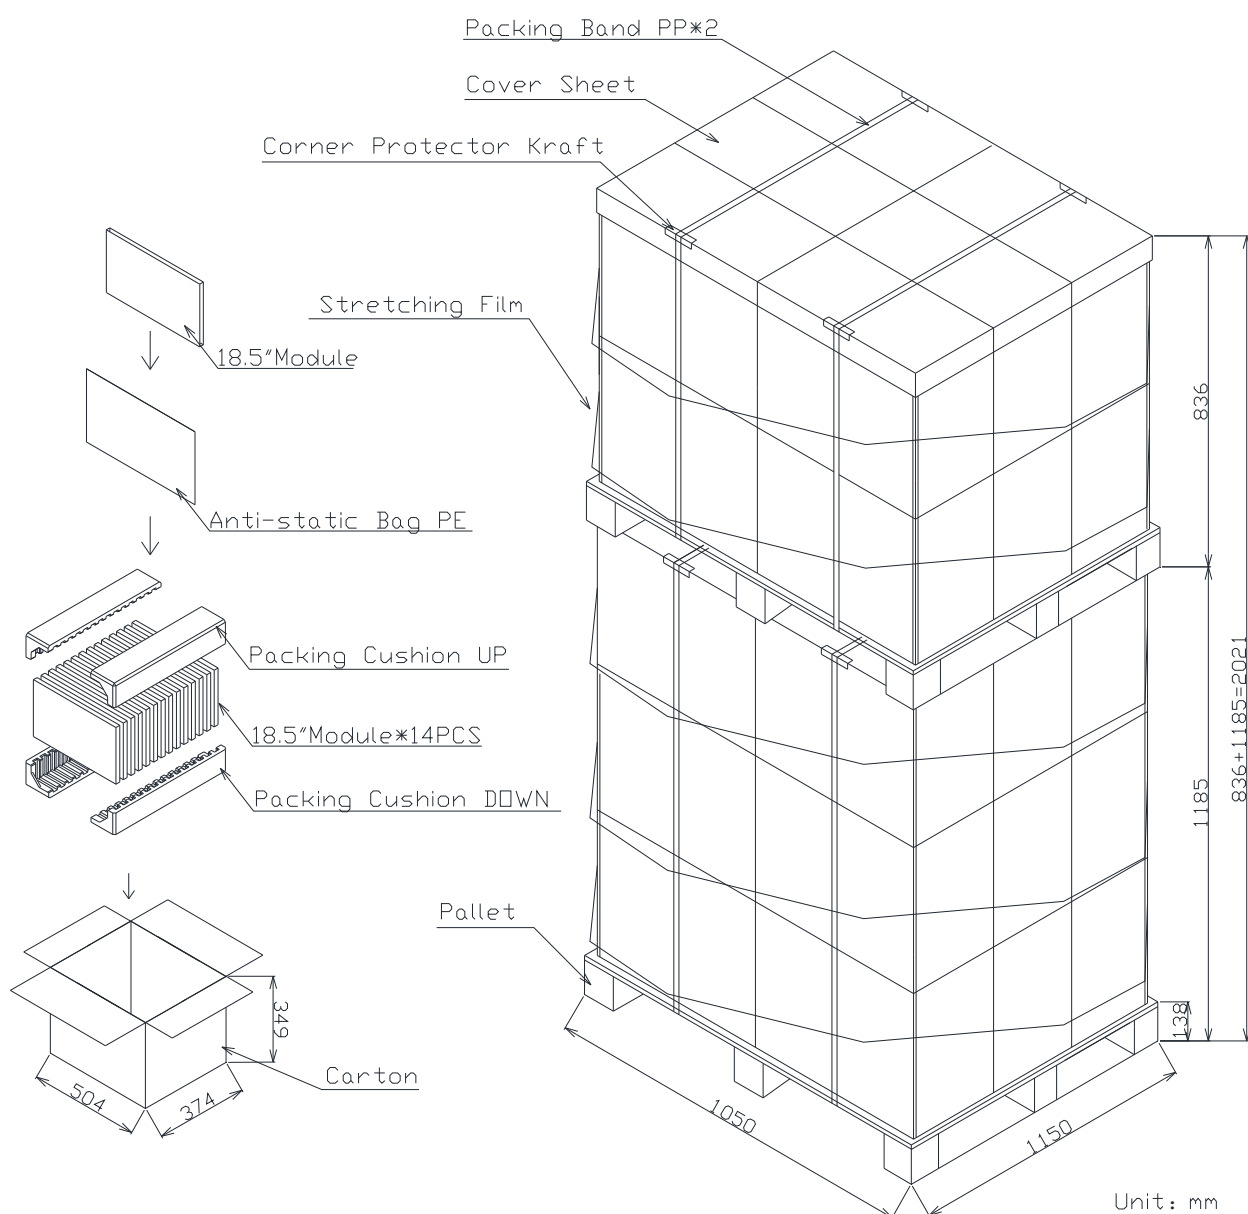 Packing Band PP*2
Cover Sheet
Corner Protector Kraft
Stretching Film
18.5"Module
836
Anti-static Bag PE
Packing Cushion UP
836+1185=2021
18.5"Module*14PCS
Packing Cushion DOWN
1185
Pallet
349
138
Carton
504
374
1050
1150
Unit: mm